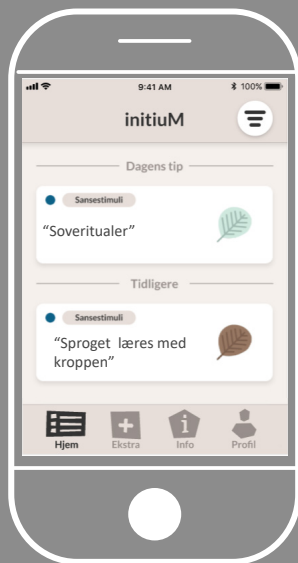 9:41 AM
100%
initiuM
Dagens tip
Sansestimuli
“Soveritualer”
Tidligere
Sansestimuli
“Sproget læres med
kroppen”
Hjem Ekstra Info Profil